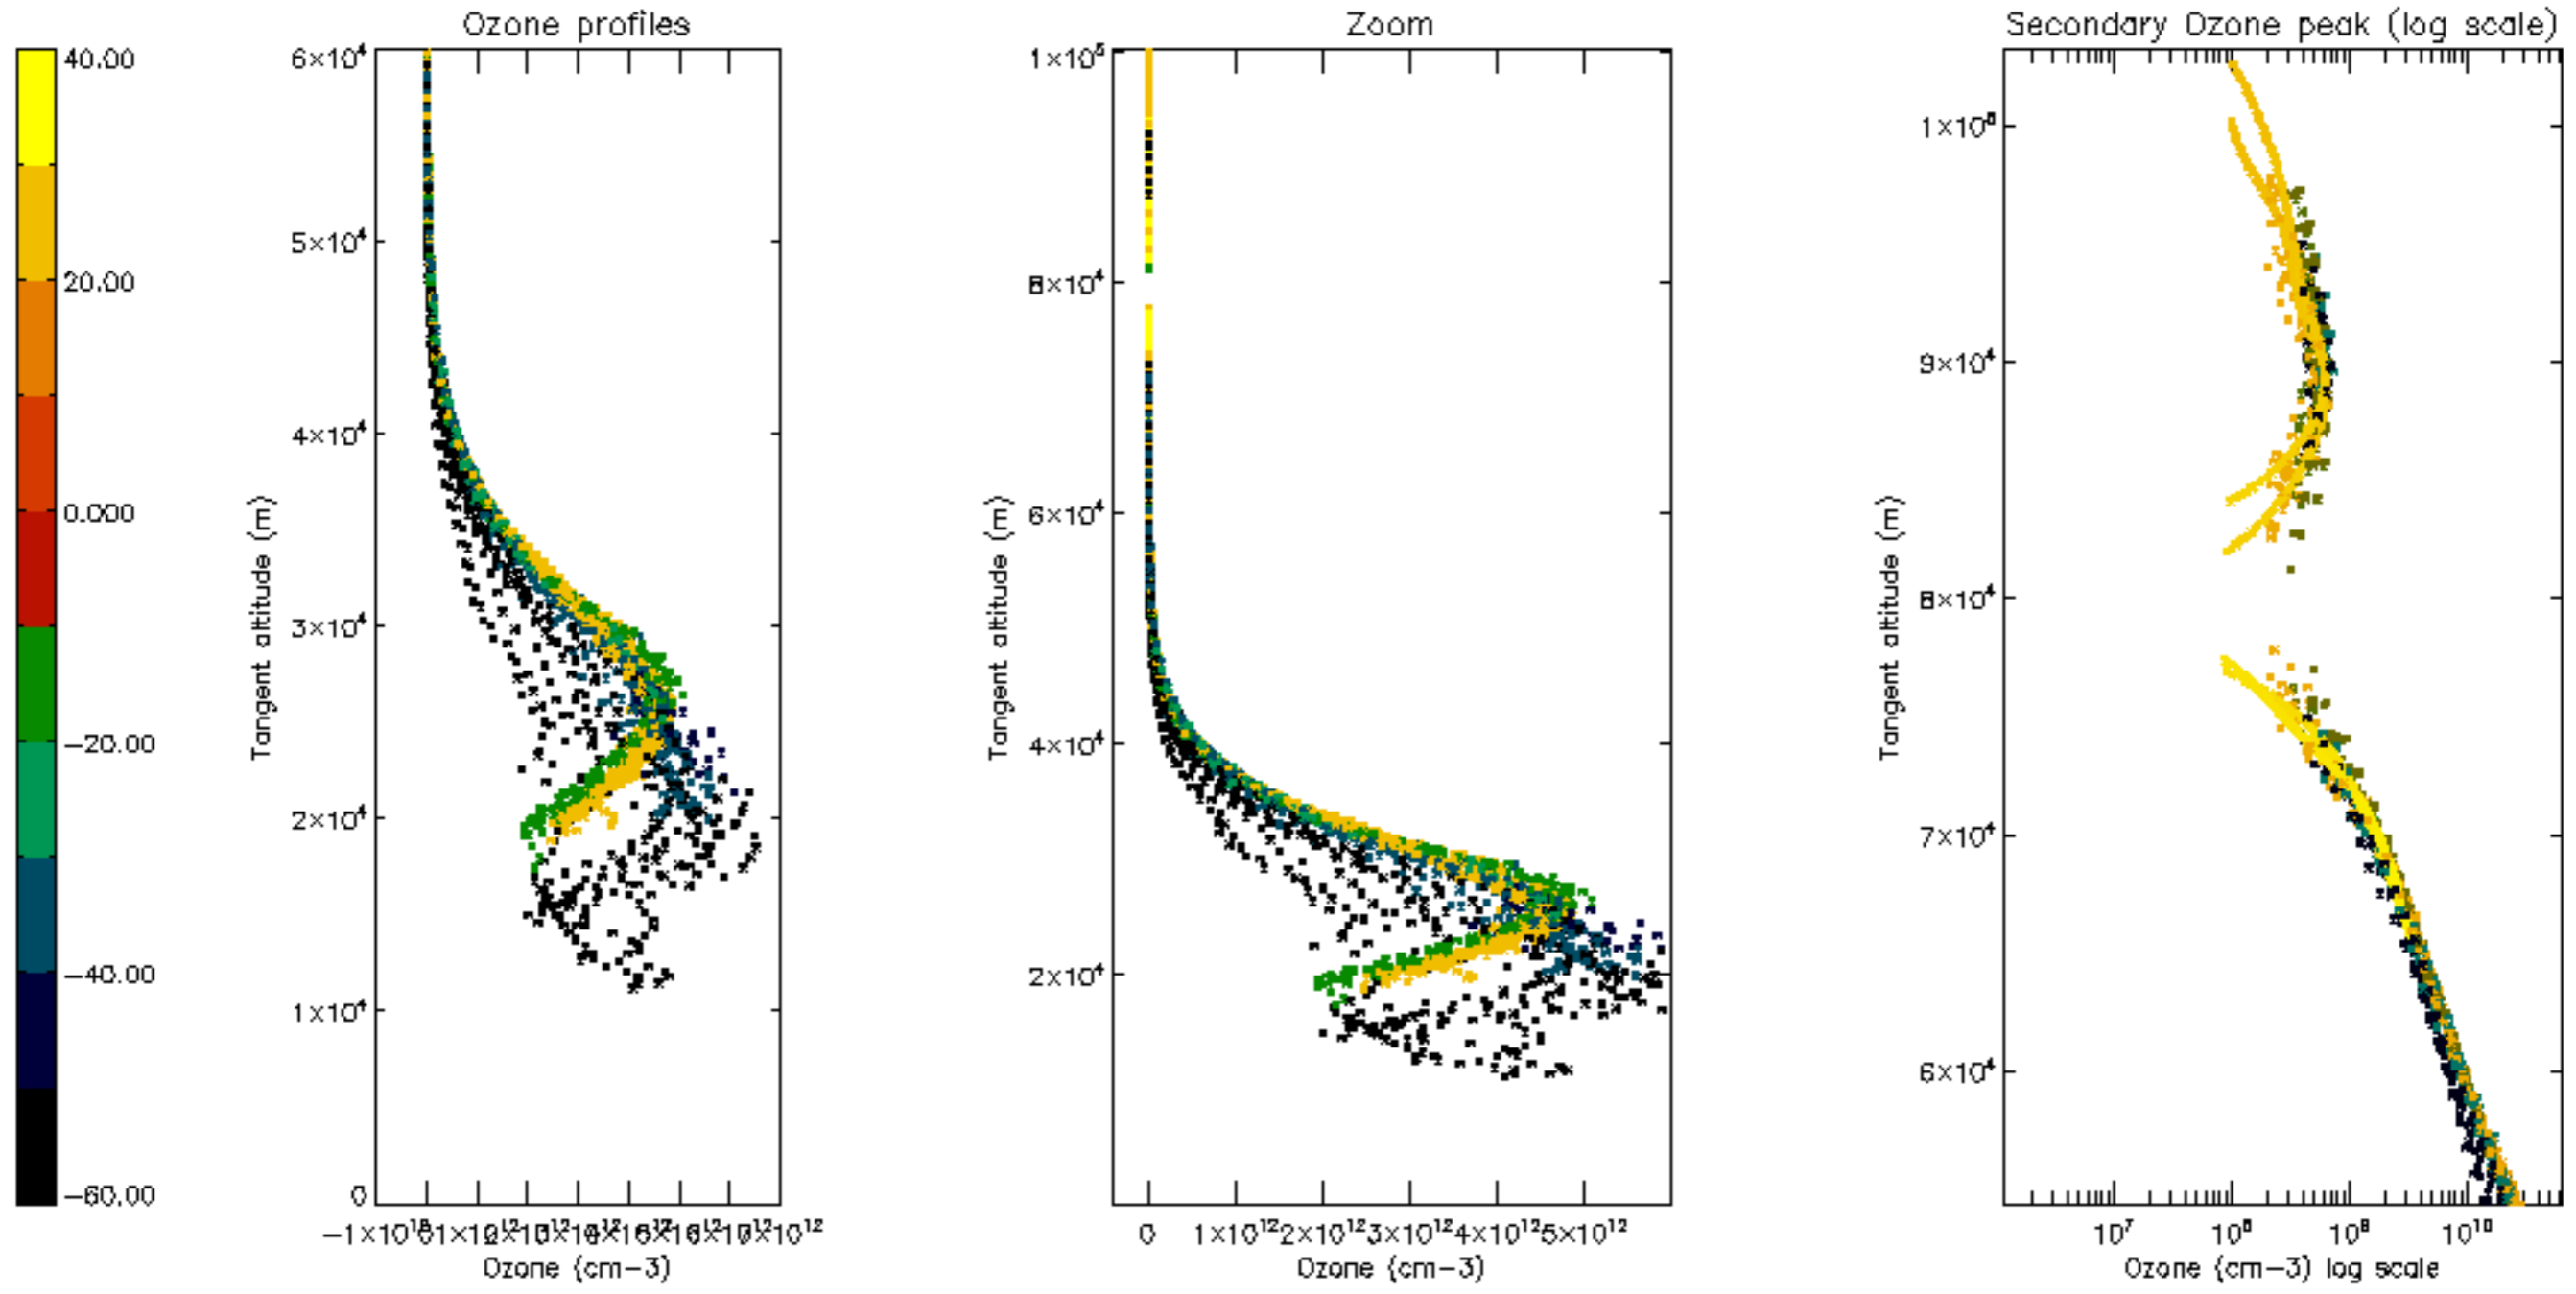 Ozone profiles
Zoom
Secondary Ozone peak (log scale)
40.00
20.00
0.000
−20.00
−40.00
−60.00
6×10⁴
5×10⁴
4×10⁴
3×10⁴
2×10⁴
1×10⁴
0
Tangent altitude (m)
Ozone (cm−3)
1×10⁵
8×10⁴
6×10⁴
4×10⁴
2×10⁴
Tangent altitude (m)
0 1×10¹² 2×10¹² 3×10¹² 4×10¹² 5×10¹²
Ozone (cm−3)
9×10⁴
8×10⁴
7×10⁴
6×10⁴
Tangent altitude (m)
10⁷ 10⁸ 10⁹ 10¹⁰
Ozone (cm−3) log scale